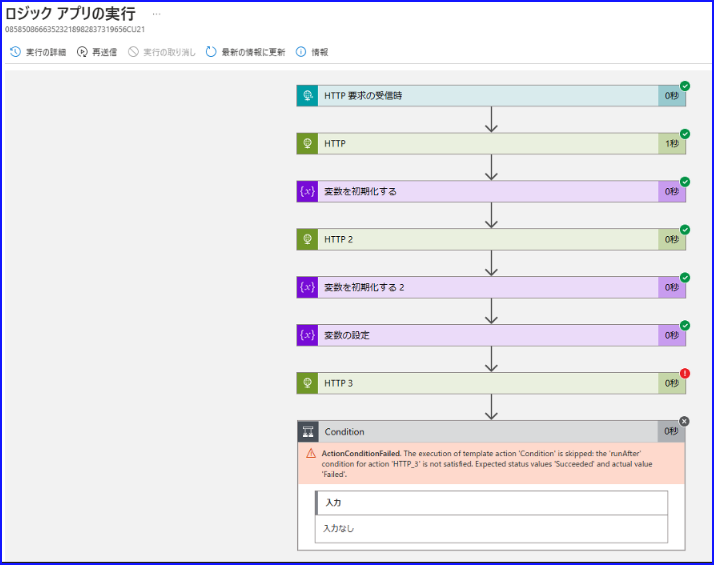 ロジック アプリの実行 …
08585086663523218982837319656CU21
実行の詳細 再送信 実行の取り消し 最新の情報に更新 情報
HTTP 要求の受信時 0秒
HTTP 1秒
{x} 変数を初期化する 0秒
HTTP 2 0秒
{x} 変数を初期化する 2 0秒
{x} 変数の設定 0秒
HTTP 3 0秒
Condition 0秒
ActionConditionFailed. The execution of template action 'Condition' is skipped: the 'runAfter'
condition for action 'HTTP_3' is not satisfied. Expected status values 'Succeeded' and actual value
'Failed'.
入力
入力なし